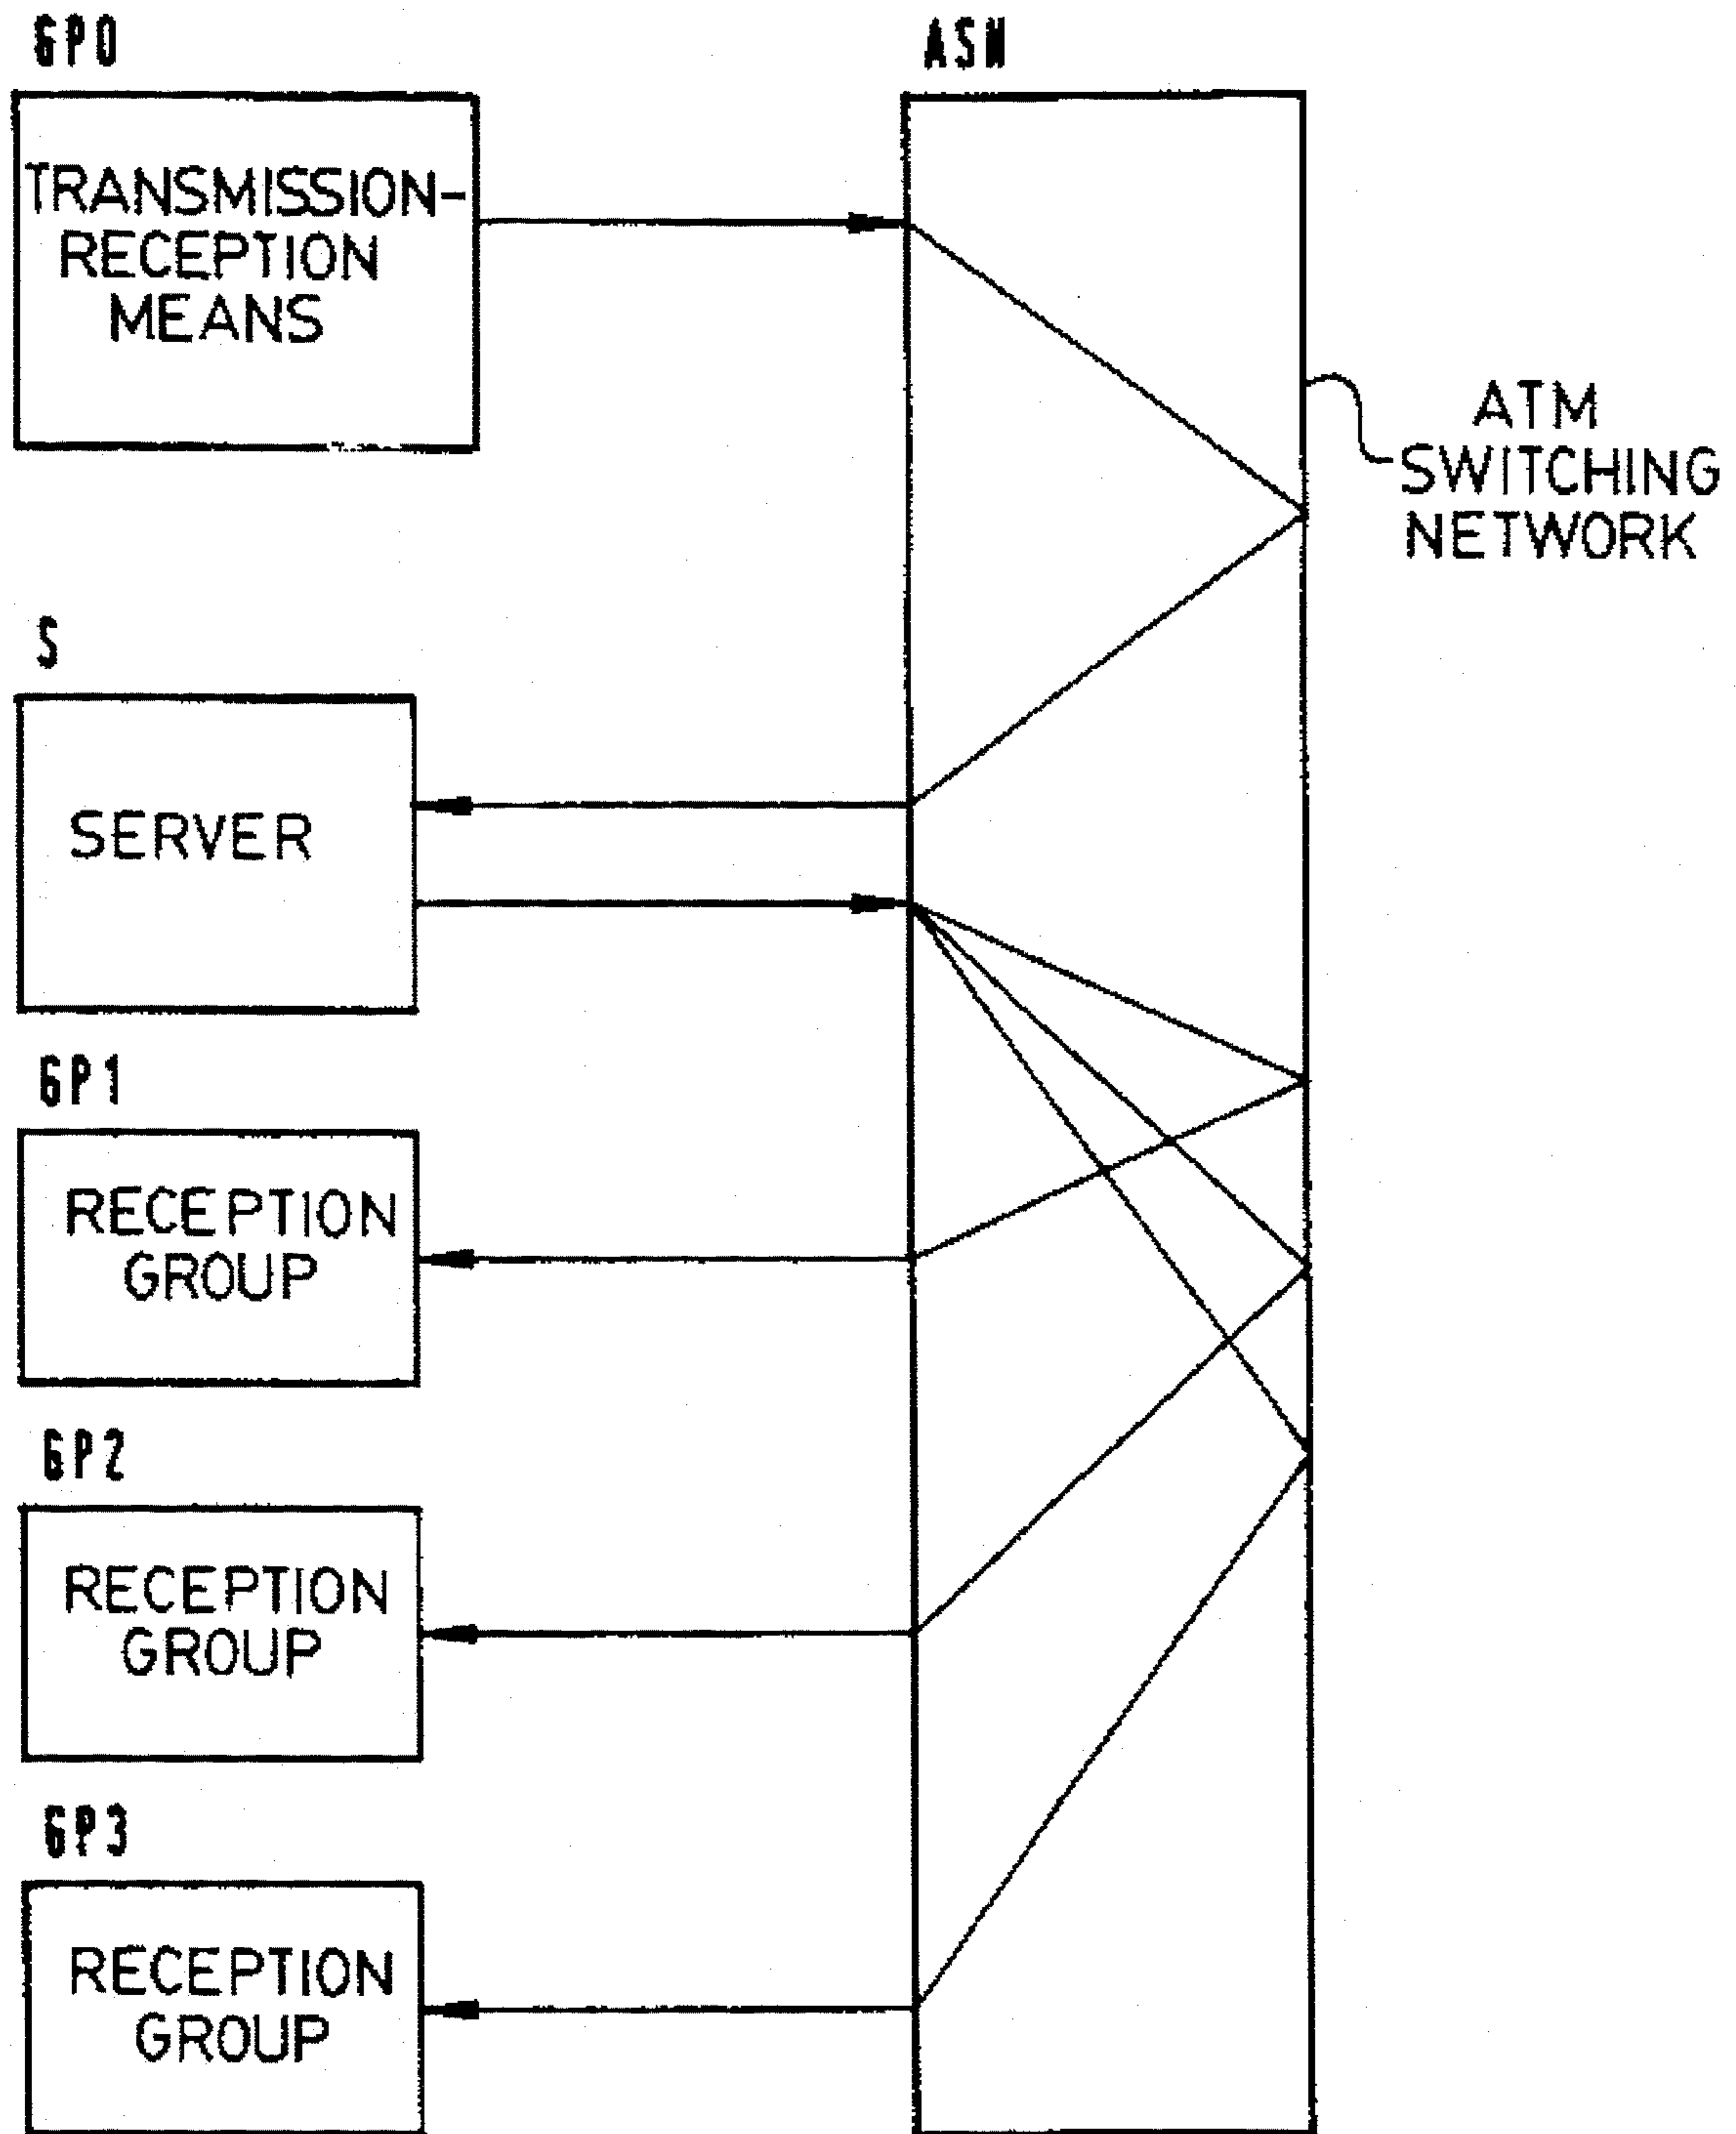 GP0
ASN
TRANSMISSION-
RECEPTION
MEANS
ATM
SWITCHING
NETWORK
S
SERVER
GP1
RECEPTION
GROUP
GP2
RECEPTION
GROUP
GP3
RECEPTION
GROUP